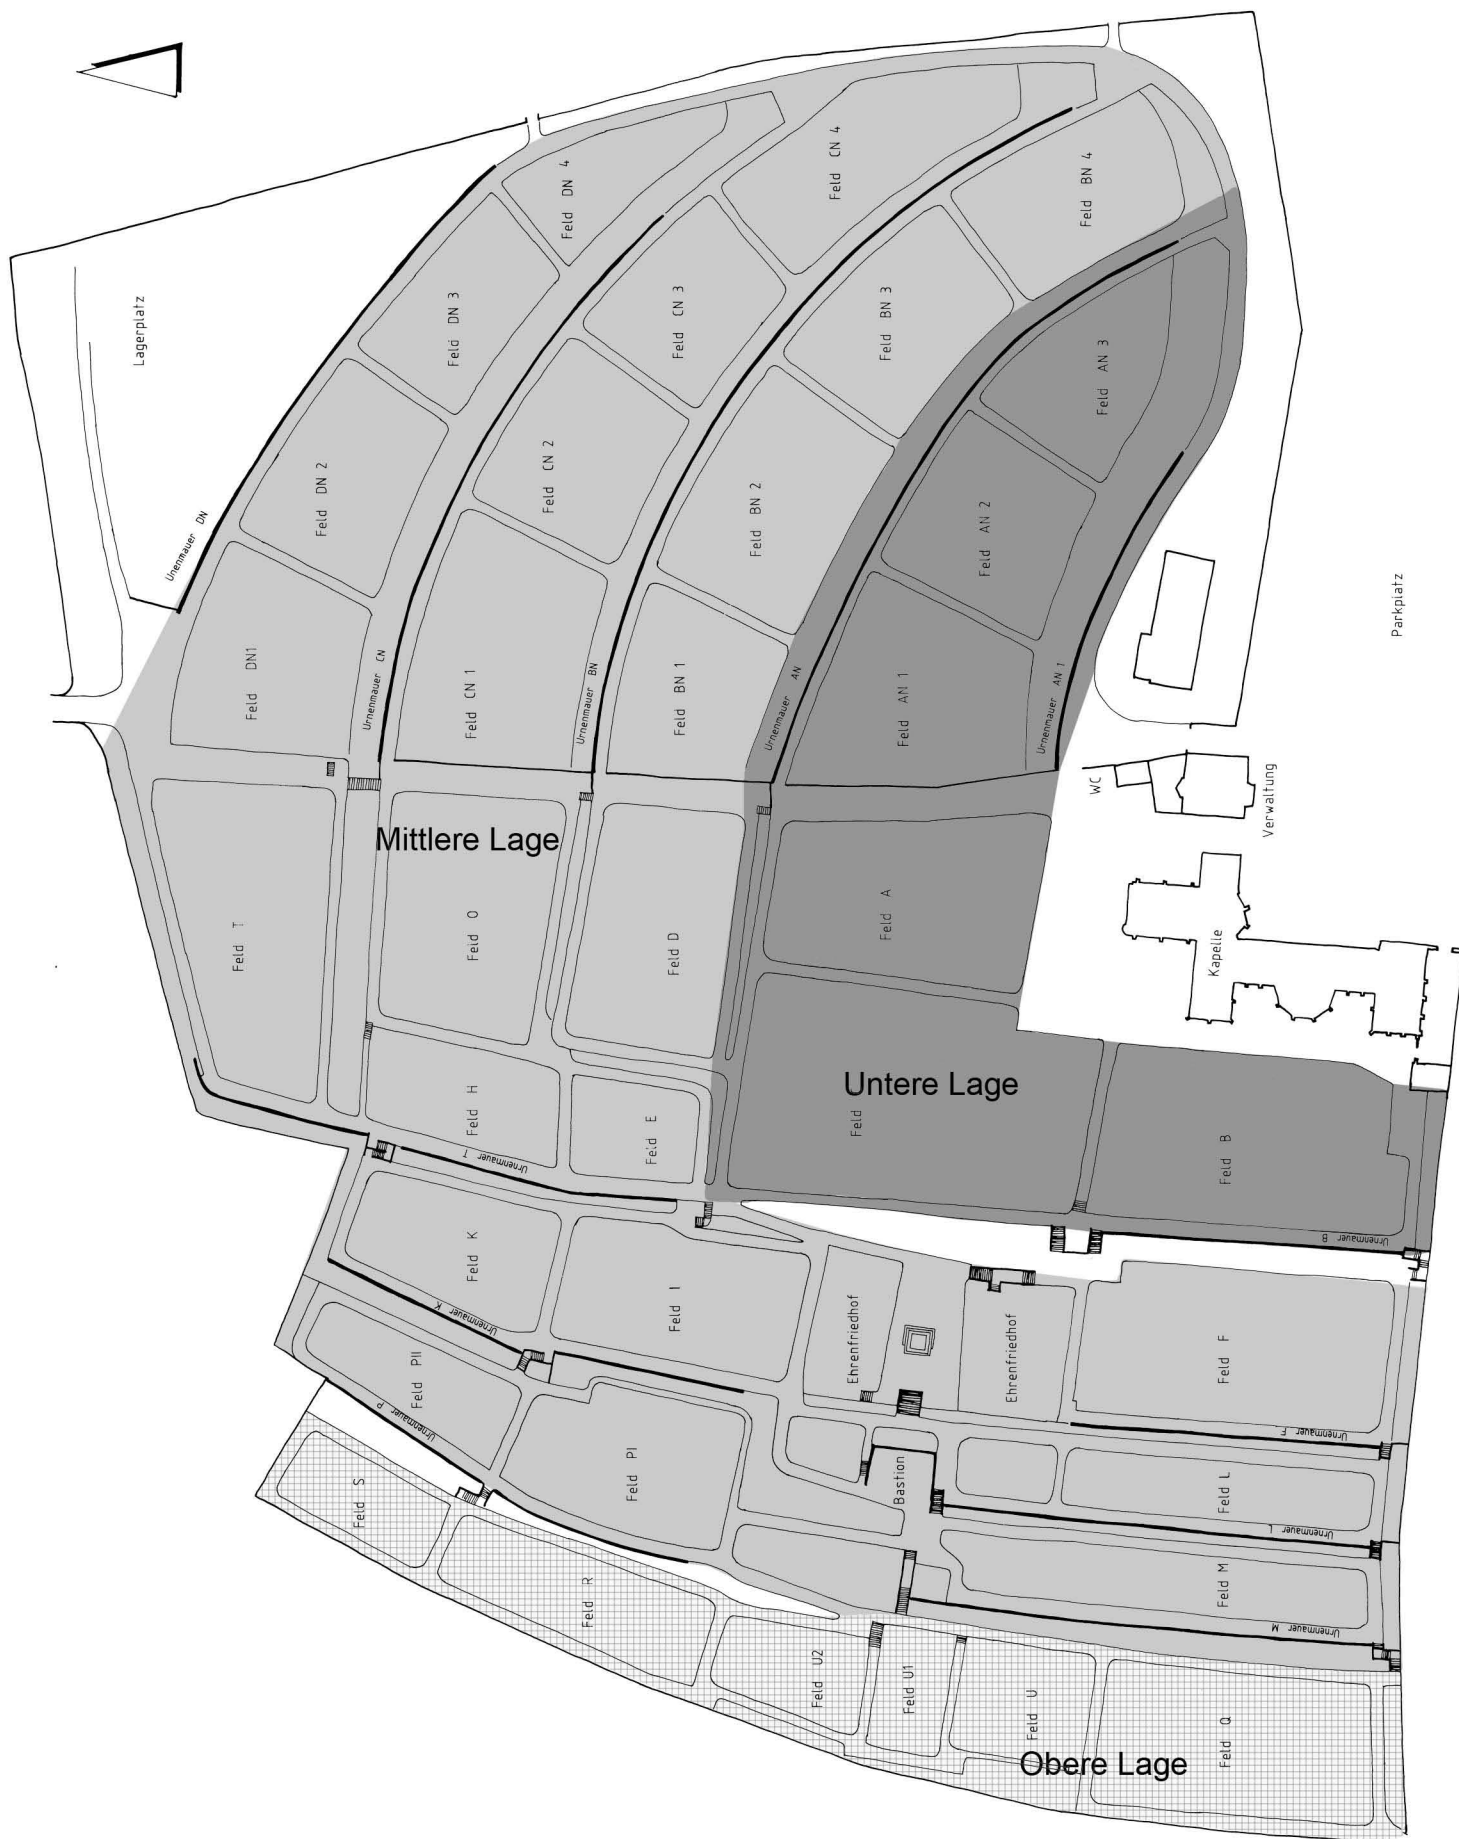 Lagerplatz
Feld DN 4
Feld CN 4
Feld BN 4
Feld DN 3
Feld CN 3
Feld BN 3
Feld AN 3
Feld DN 2
Feld CN 2
Feld BN 2
Feld AN 2
Unenmauer DN
Feld DN1
Urnenmauer CN
Feld CN 1
Urnenmauer BN
Feld BN 1
Urnenmauer AN
Feld AN 1
Urnenmauer AN 1
Parkplatz
WC
Verwaltung
Mittlere Lage
Feld T
Feld O
Feld D
Feld A
Kapelle
Feld H
Feld E
Urnenmauer T
Untere Lage
Feld
Feld B
Urnenmauer B
Feld K
Feld I
Urnenmauer K
Ehrenfriedhof
Ehrenfriedhof
Feld F
Urnenmauer F
Feld PII
Urnenmauer P
Feld PI
Bastion
Feld L
Urnenmauer L
Feld S
Feld R
Feld M
Urnenmauer M
Feld U2
Feld U1
Feld U
Feld Q
Obere Lage